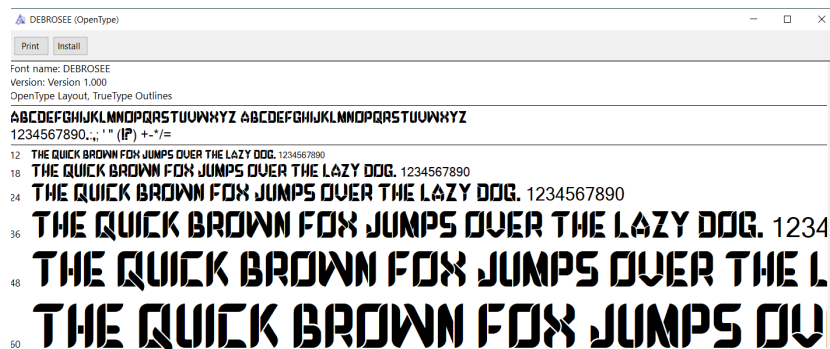 DEBROSEE (OpenType)
Print Install
Font name: DEBROSEE
Version: Version 1.000
OpenType Layout, TrueType Outlines
ABCDEFGHIJKLMNOPQRSTUVWXYZ ABCDEFGHIJKLMNOPQRSTUVWXYZ
1234567890.:,; ' " (!?) +-*/=
12 THE QUICK BROWN FOX JUMPS OVER THE LAZY DOG. 1234567890
18 THE QUICK BROWN FOX JUMPS OVER THE LAZY DOG. 1234567890
24 THE QUICK BROWN FOX JUMPS OVER THE LAZY DOG. 1234567890
36 THE QUICK BROWN FOX JUMPS OVER THE LAZY DOG. 1234
48 THE QUICK BROWN FOX JUMPS OVER THE L
60 THE QUICK BROWN FOX JUMPS OV